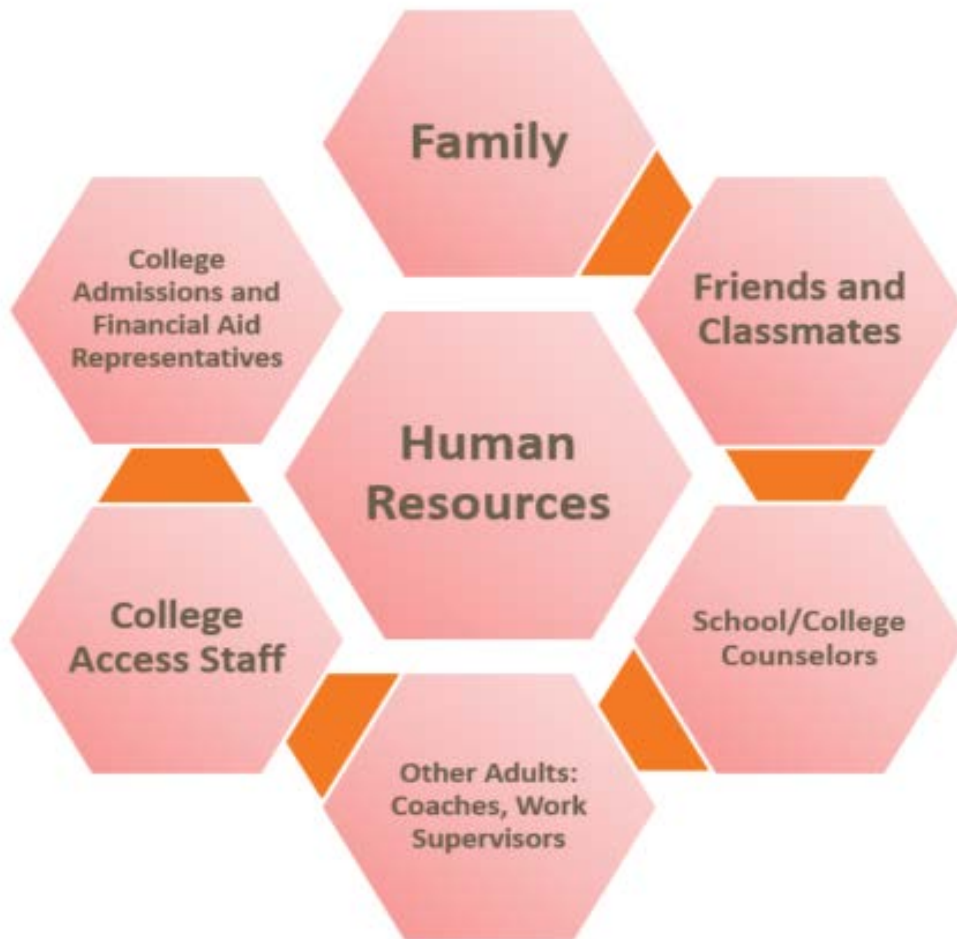 Family
College
Admissions and
Financial Aid
Representatives
Friends and
Classmates
Human
Resources
College
Access Staff
School/College
Counselors
Other Adults:
Coaches, Work
Supervisors